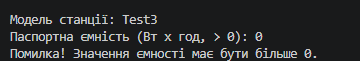 Модель станції: Test3
Паспортна ємність (Вт х год, > 0): 0
Помилка! Значення ємності має бути більше 0.